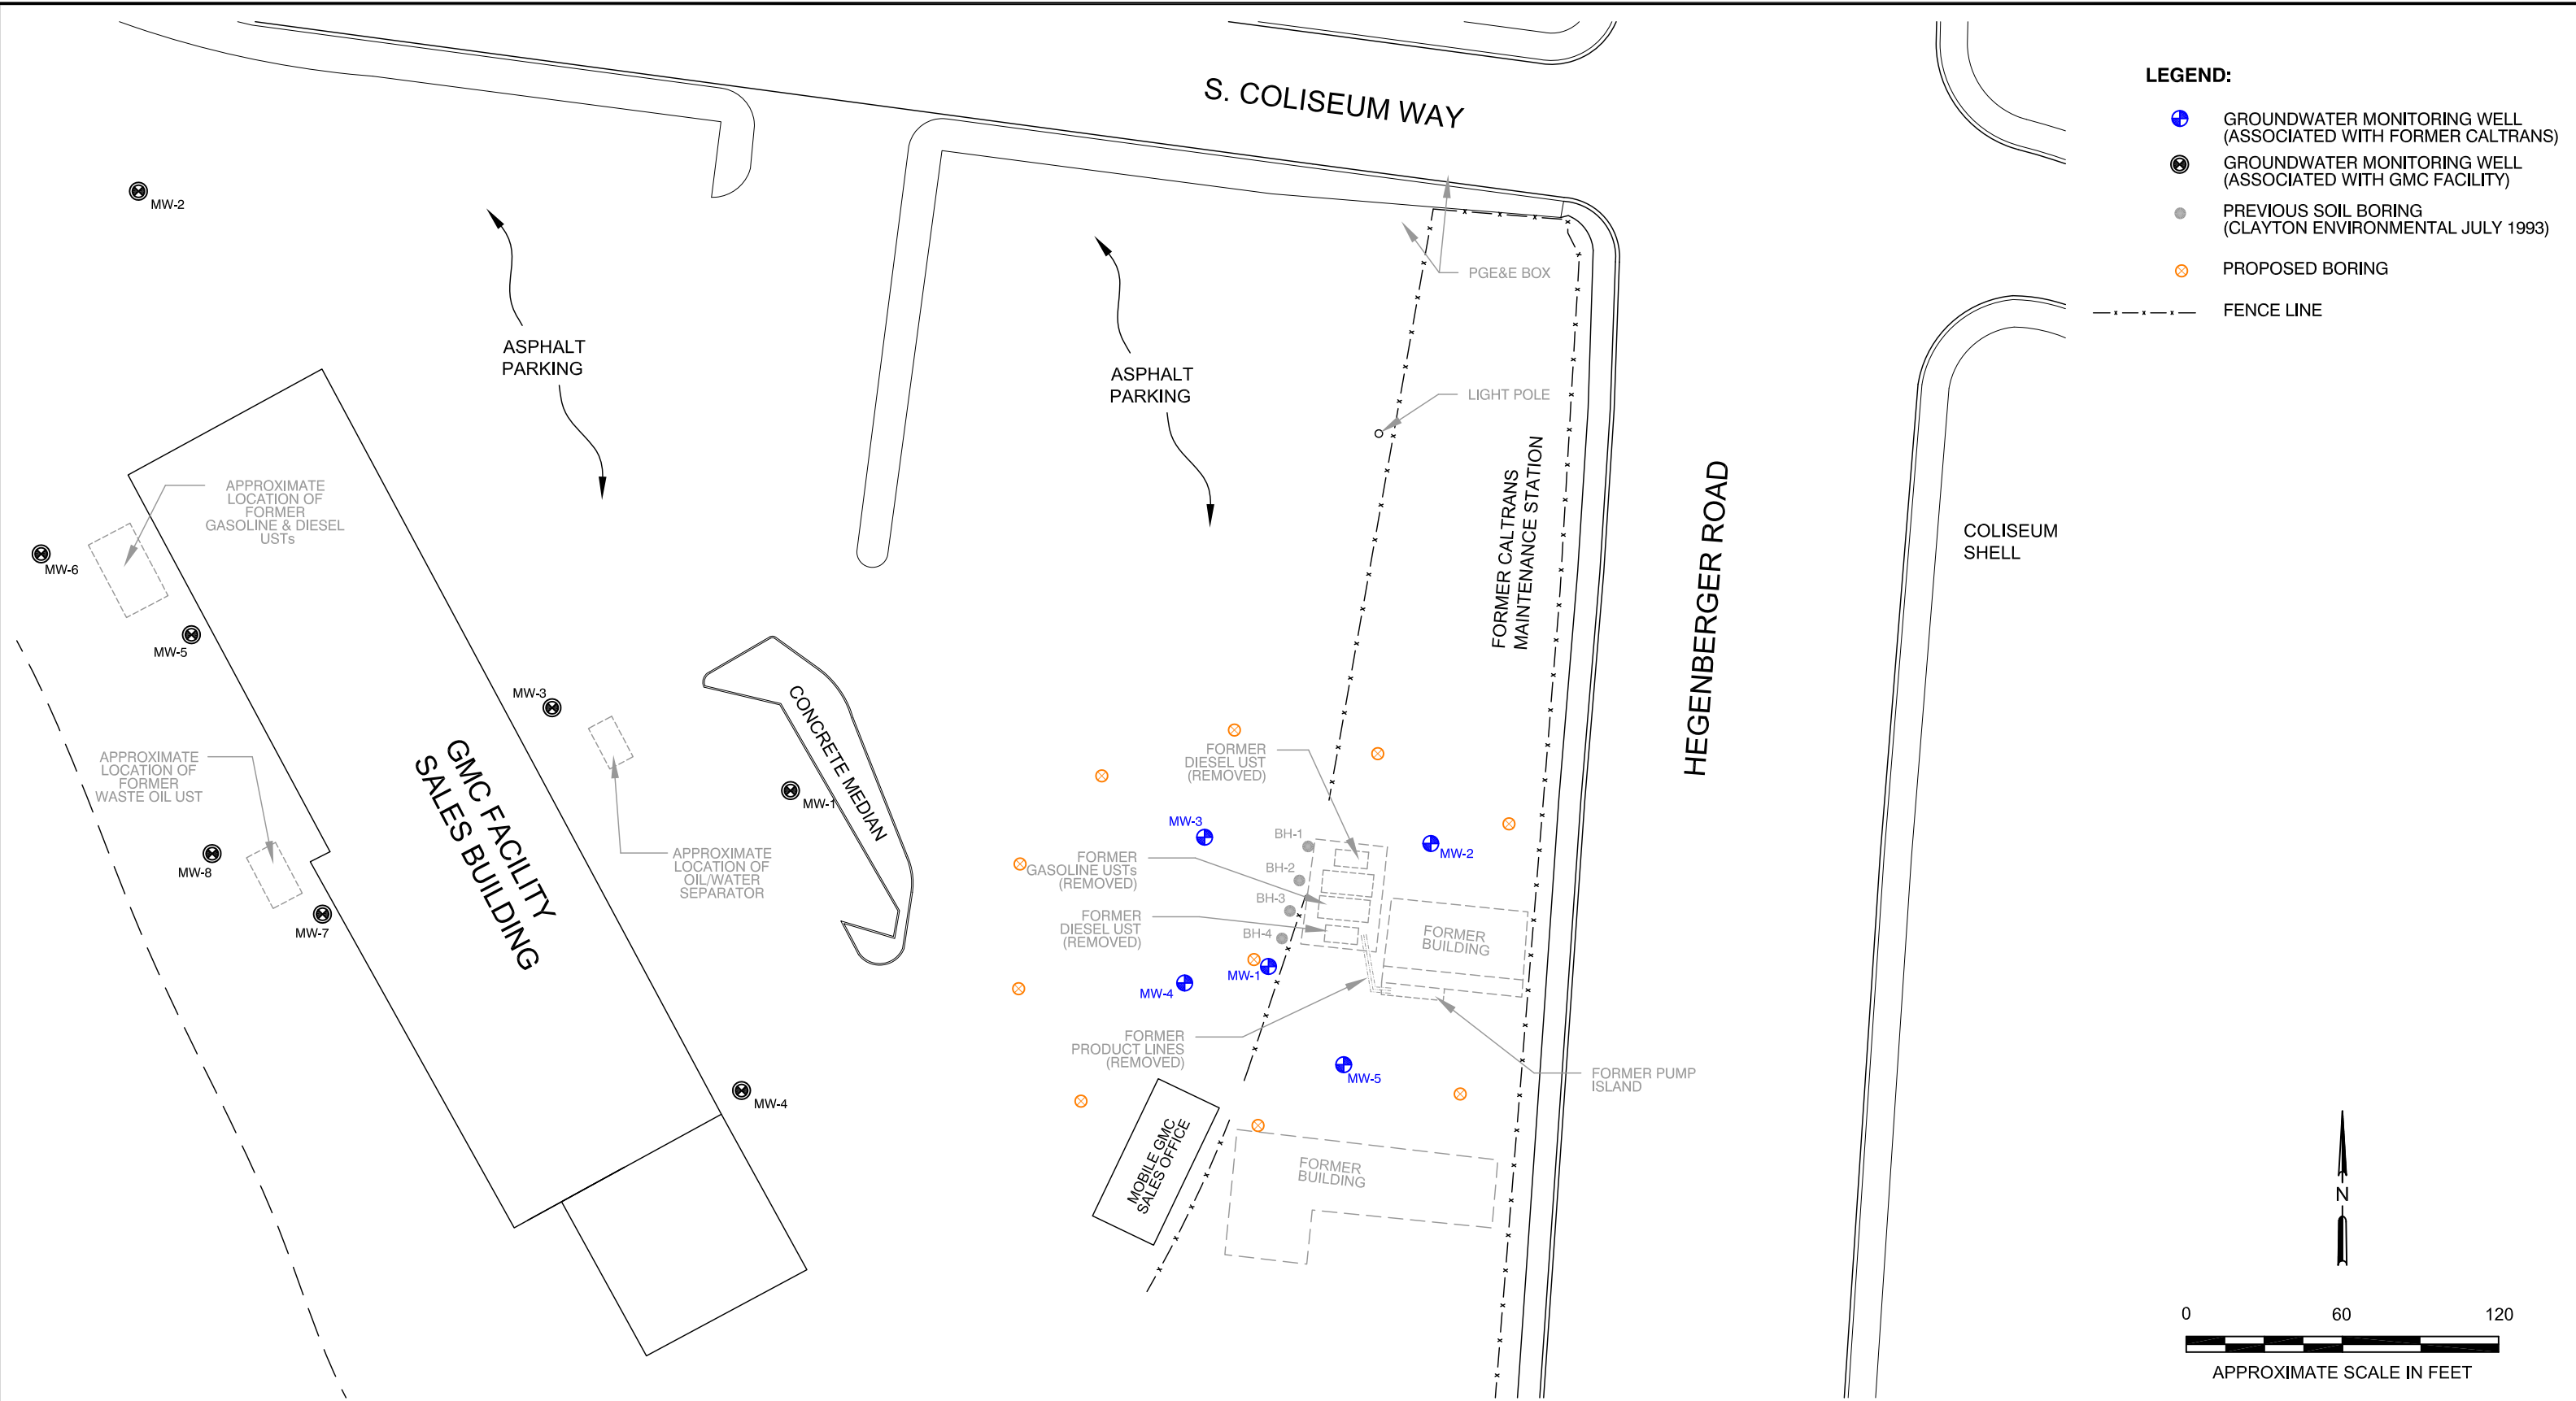 S. COLISEUM WAY
LEGEND:
GROUNDWATER MONITORING WELL
(ASSOCIATED WITH FORMER CALTRANS)
GROUNDWATER MONITORING WELL
(ASSOCIATED WITH GMC FACILITY)
PREVIOUS SOIL BORING
(CLAYTON ENVIRONMENTAL JULY 1993)
PROPOSED BORING
FENCE LINE
MW-2
PGE&E BOX
ASPHALT
PARKING
ASPHALT
PARKING
LIGHT POLE
FORMER CALTRANS
MAINTENANCE STATION
HEGENBERGER ROAD
COLISEUM
SHELL
APPROXIMATE
LOCATION OF
FORMER
GASOLINE & DIESEL
USTs
MW-6
MW-5
MW-3
APPROXIMATE
LOCATION OF
FORMER
WASTE OIL UST
GMC FACILITY
SALES BUILDING
CONCRETE MEDIAN
MW-1
APPROXIMATE
LOCATION OF
OIL/WATER
SEPARATOR
MW-8
MW-7
MW-4
FORMER
DIESEL UST
(REMOVED)
MW-3
BH-1
MW-2
FORMER
GASOLINE USTs
(REMOVED)
BH-2
BH-3
FORMER
DIESEL UST
(REMOVED)
BH-4
FORMER
BUILDING
MW-1
MW-4
FORMER
PRODUCT LINES
(REMOVED)
MW-5
FORMER PUMP
ISLAND
MOBILE GMC
SALES OFFICE
FORMER
BUILDING
N
0 60 120
APPROXIMATE SCALE IN FEET